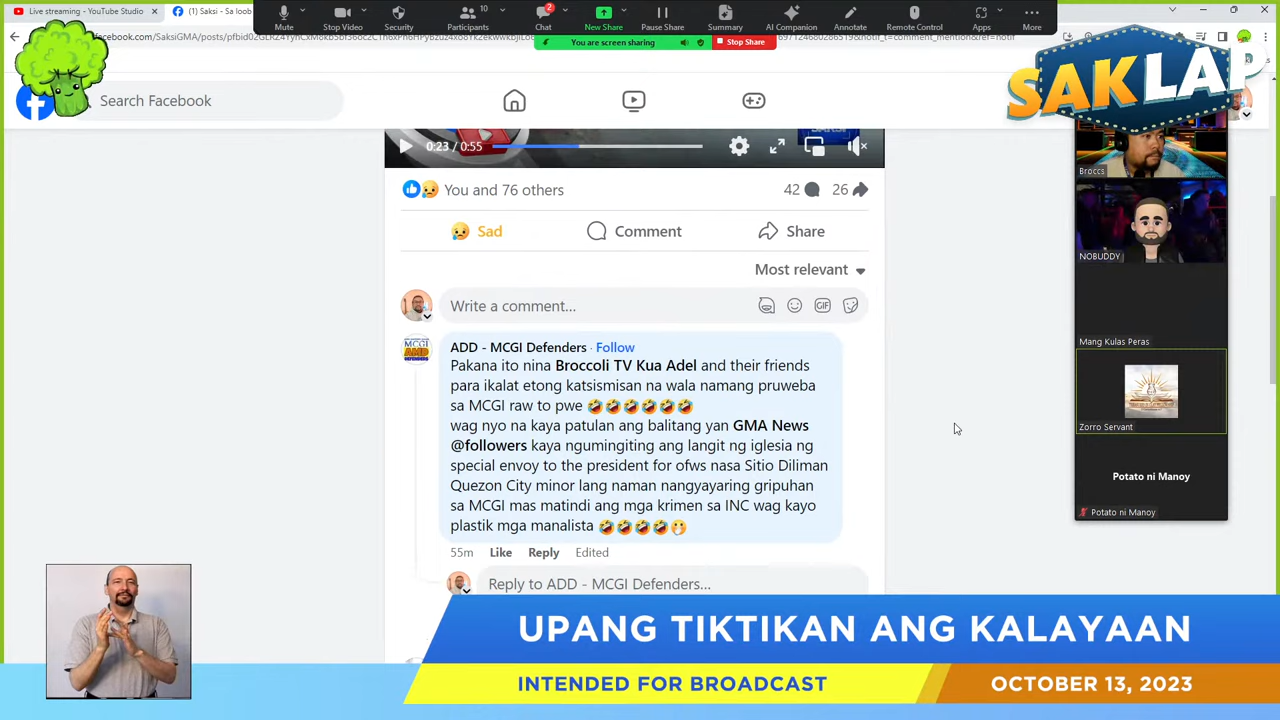 Live streaming - YouTube Studio
Saksi - Sa loob
Mute
Stop Video
Security
Participants
10
Chat
2
New Share
Pause Share
Summary
AI Companion
Annotate
Remote Control
Apps
More
You are screen sharing
Stop Share
SAKLAP
Search Facebook
0:23 / 0:55
You and 76 others
42
26
Sad
Comment
Share
Most relevant
Write a comment...
GIF
ADD - MCGI Defenders · Follow
Pakana ito nina Broccoli TV Kua Adel and their friends
para ikalat etong katsismisan na wala namang pruweba
sa MCGI raw to pwe 🤣🤣🤣🤣🤣🤣
wag nyo na kaya patulan ang balitang yan GMA News
@followers kaya ngumingiting ang langit ng iglesia ng
special envoy to the president for ofws nasa Sitio Diliman
Quezon City minor lang naman nangyayaring gripuhan
sa MCGI mas matindi ang mga krimen sa INC wag kayo
plastik mga manalista 🤣🤣🤣🤣🤭
55m Like Reply Edited
Reply to ADD - MCGI Defenders...
Broccs
NOBUDDY
Mang Kulas Peras
Zorro Servant
Potato ni Manoy
Potato ni Manoy
UPANG TIKTIKAN ANG KALAYAAN
INTENDED FOR BROADCAST
OCTOBER 13, 2023